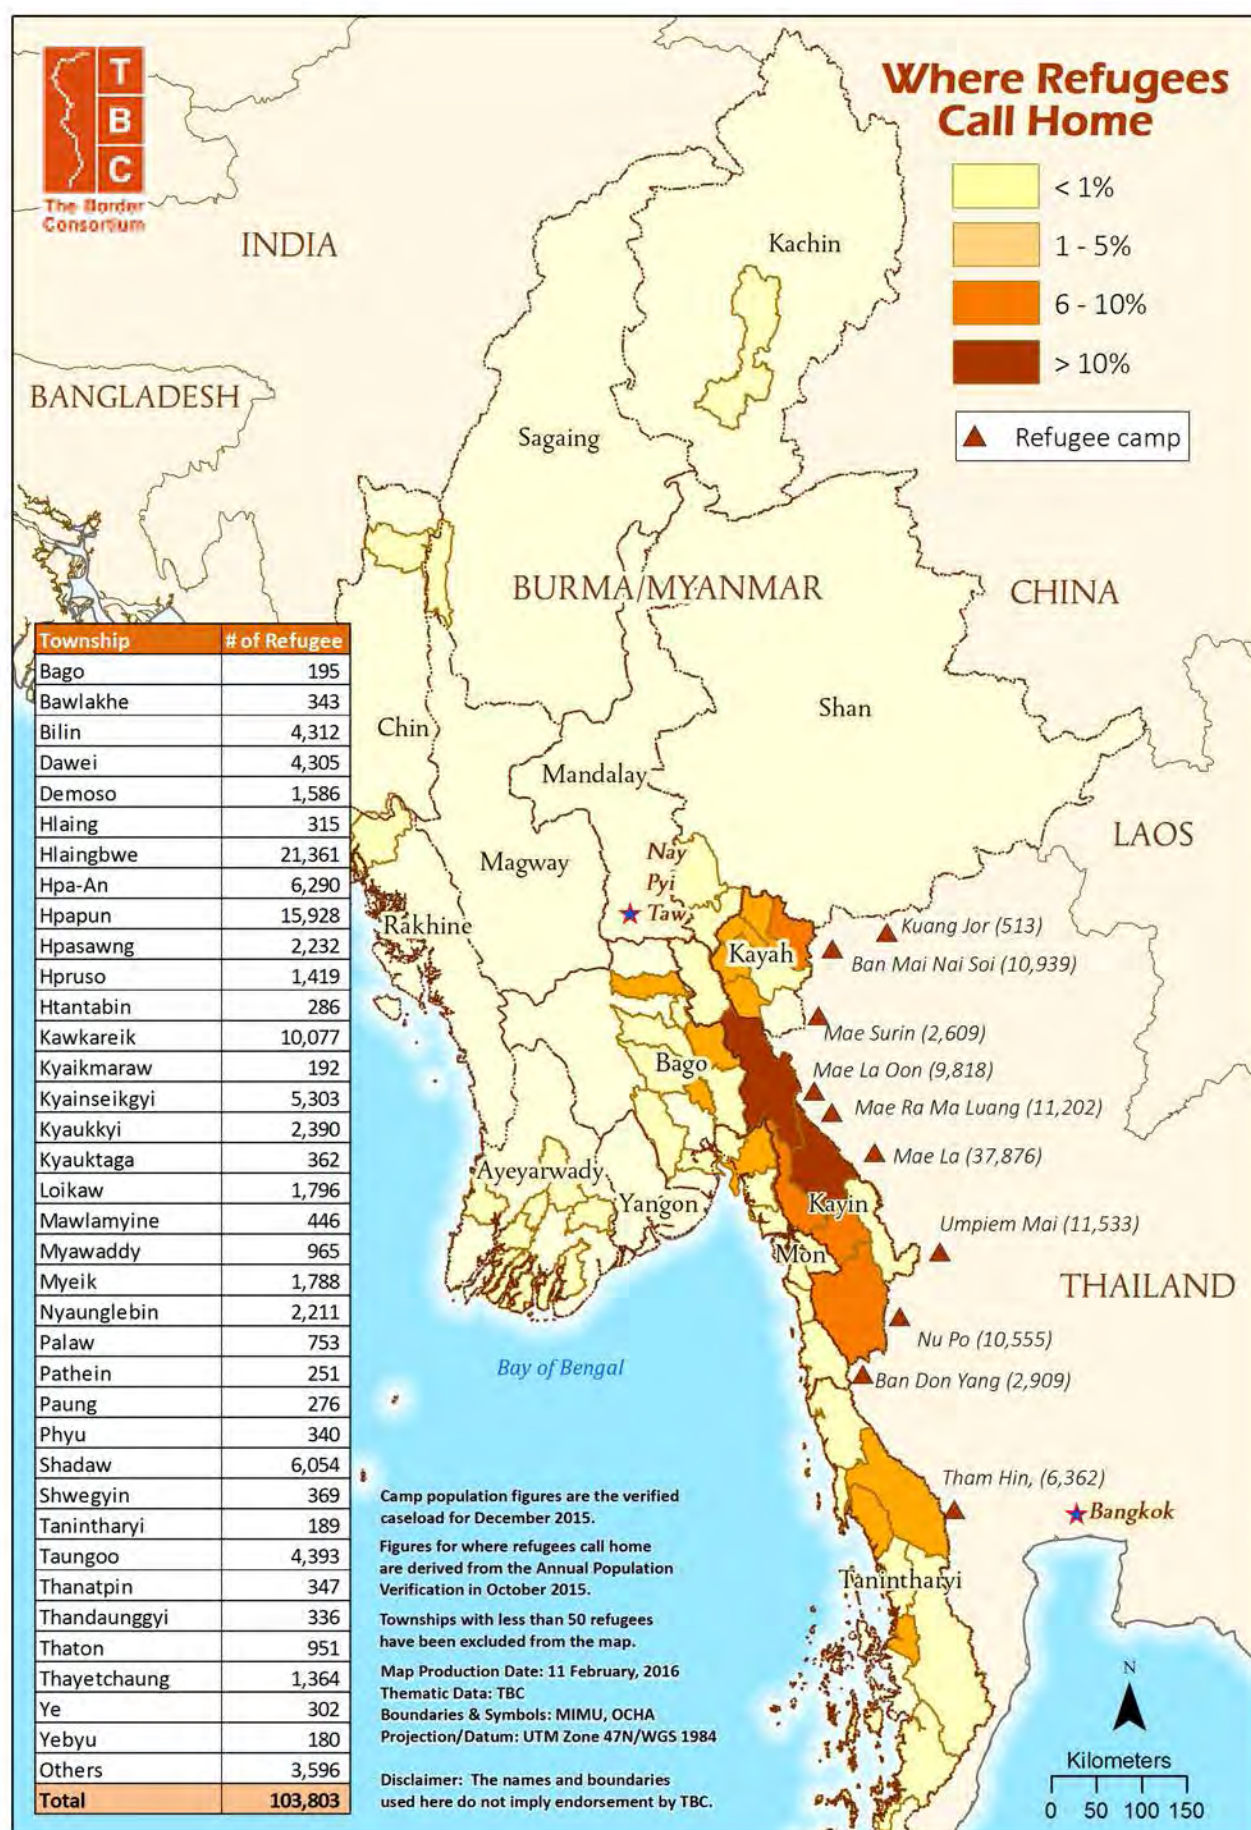 T
B
C
The Border
Consortium
Where Refugees
Call Home
< 1%
1 - 5%
6 - 10%
> 10%
Refugee camp
INDIA
BANGLADESH
Kachin
Sagaing
BURMA/MYANMAR
CHINA
Shan
Chin
Mandalay
LAOS
Magway
Nay
Pyi
Taw
Rakhine
Kayah
Kuang Jor (513)
Ban Mai Nai Soi (10,939)
Mae Surin (2,609)
Bago
Mae La Oon (9,818)
Mae Ra Ma Luang (11,202)
Mae La (37,876)
Ayeyarwady
Yangon
Kayin
Mon
Umpiem Mai (11,533)
THAILAND
Nu Po (10,555)
Bay of Bengal
Ban Don Yang (2,909)
Tham Hin, (6,362)
Bangkok
Tanintharyi
Township # of Refugee
Bago 195
Bawlakhe 343
Bilin 4,312
Dawei 4,305
Demoso 1,586
Hlaing 315
Hlaingbwe 21,361
Hpa-An 6,290
Hpapun 15,928
Hpasawng 2,232
Hpruso 1,419
Htantabin 286
Kawkareik 10,077
Kyaikmaraw 192
Kyainseikgyi 5,303
Kyaukkyi 2,390
Kyauktaga 362
Loikaw 1,796
Mawlamyine 446
Myawaddy 965
Myeik 1,788
Nyaunglebin 2,211
Palaw 753
Pathein 251
Paung 276
Phyu 340
Shadaw 6,054
Shwegyin 369
Tanintharyi 189
Taungoo 4,393
Thanatpin 347
Thandaunggyi 336
Thaton 951
Thayetchaung 1,364
Ye 302
Yebyu 180
Others 3,596
Total 103,803
Camp population figures are the verified
caseload for December 2015.
Figures for where refugees call home
are derived from the Annual Population
Verification in October 2015.
Townships with less than 50 refugees
have been excluded from the map.
Map Production Date: 11 February, 2016
Thematic Data: TBC
Boundaries & Symbols: MIMU, OCHA
Projection/Datum: UTM Zone 47N/WGS 1984
Disclaimer: The names and boundaries
used here do not imply endorsement by TBC.
N
Kilometers
0 50 100 150